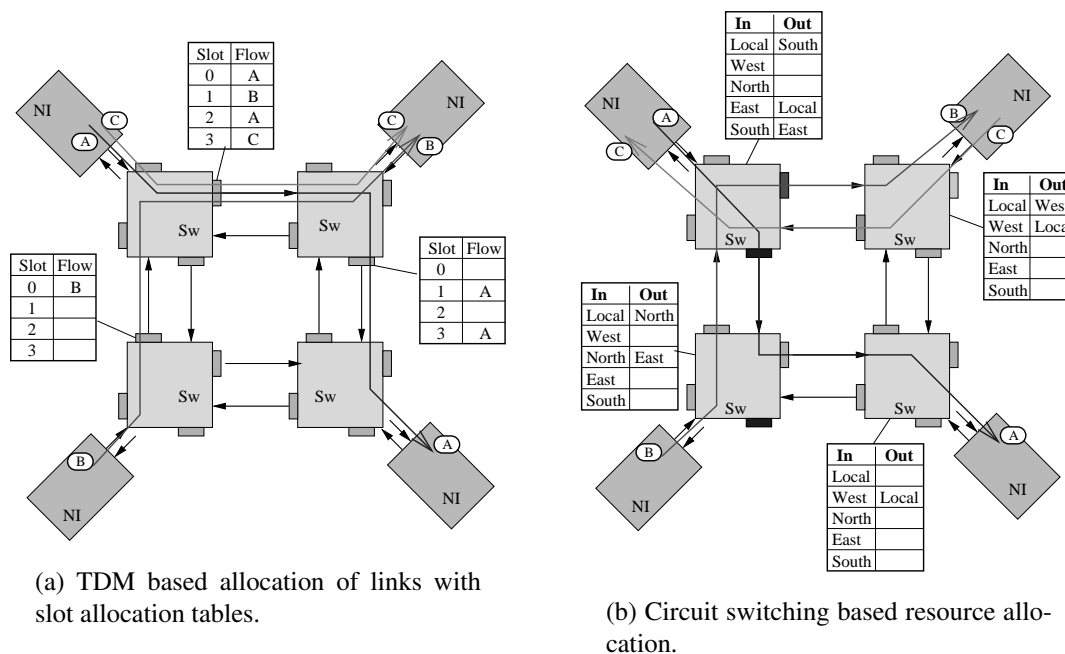 Slot Flow
0 A
1 B
2 A
3 C
NI
C
A
C
B
NI
Sw
Sw
Slot Flow
0 B
1
2
3
Slot Flow
0
1 A
2
3 A
Sw
Sw
B
NI
A
NI
(a) TDM based allocation of links with
slot allocation tables.
In Out
Local South
West
North
East Local
South East
NI
A
C
B
C
NI
Sw
Sw
In Out
Local West
West Local
North
East
South
In Out
Local North
West
North East
East
South
Sw
Sw
B
NI
A
NI
In Out
Local
West Local
North
East
South
(b) Circuit switching based resource allo-
cation.